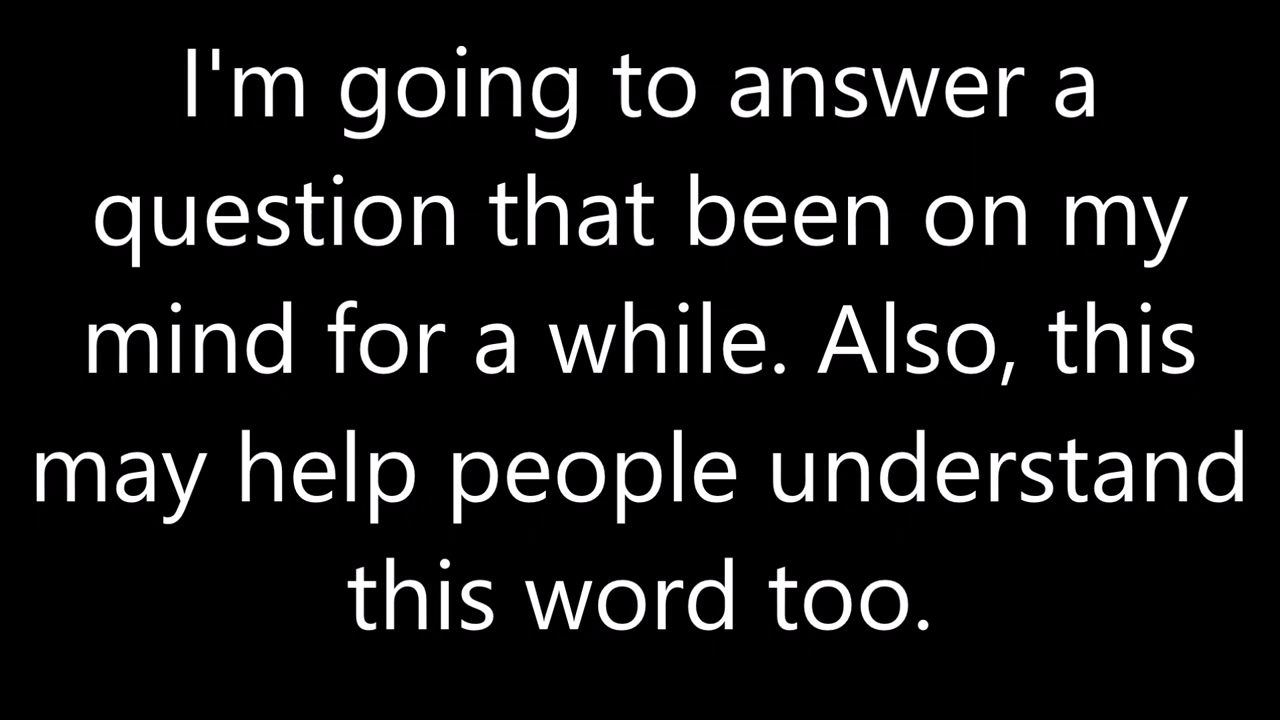 I'm going to answer a
question that been on my
mind for a while. Also, this
may help people understand
this word too.